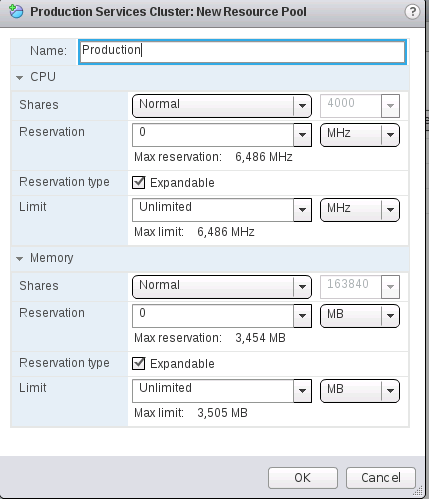 Production Services Cluster: New Resource Pool ?
Name: Production
CPU
Shares Normal 4000
Reservation 0 MHz
Max reservation: 6,486 MHz
Reservation type Expandable
Limit Unlimited MHz
Max limit: 6,486 MHz
Memory
Shares Normal 163840
Reservation 0 MB
Max reservation: 3,454 MB
Reservation type Expandable
Limit Unlimited MB
Max limit: 3,505 MB
OK Cancel